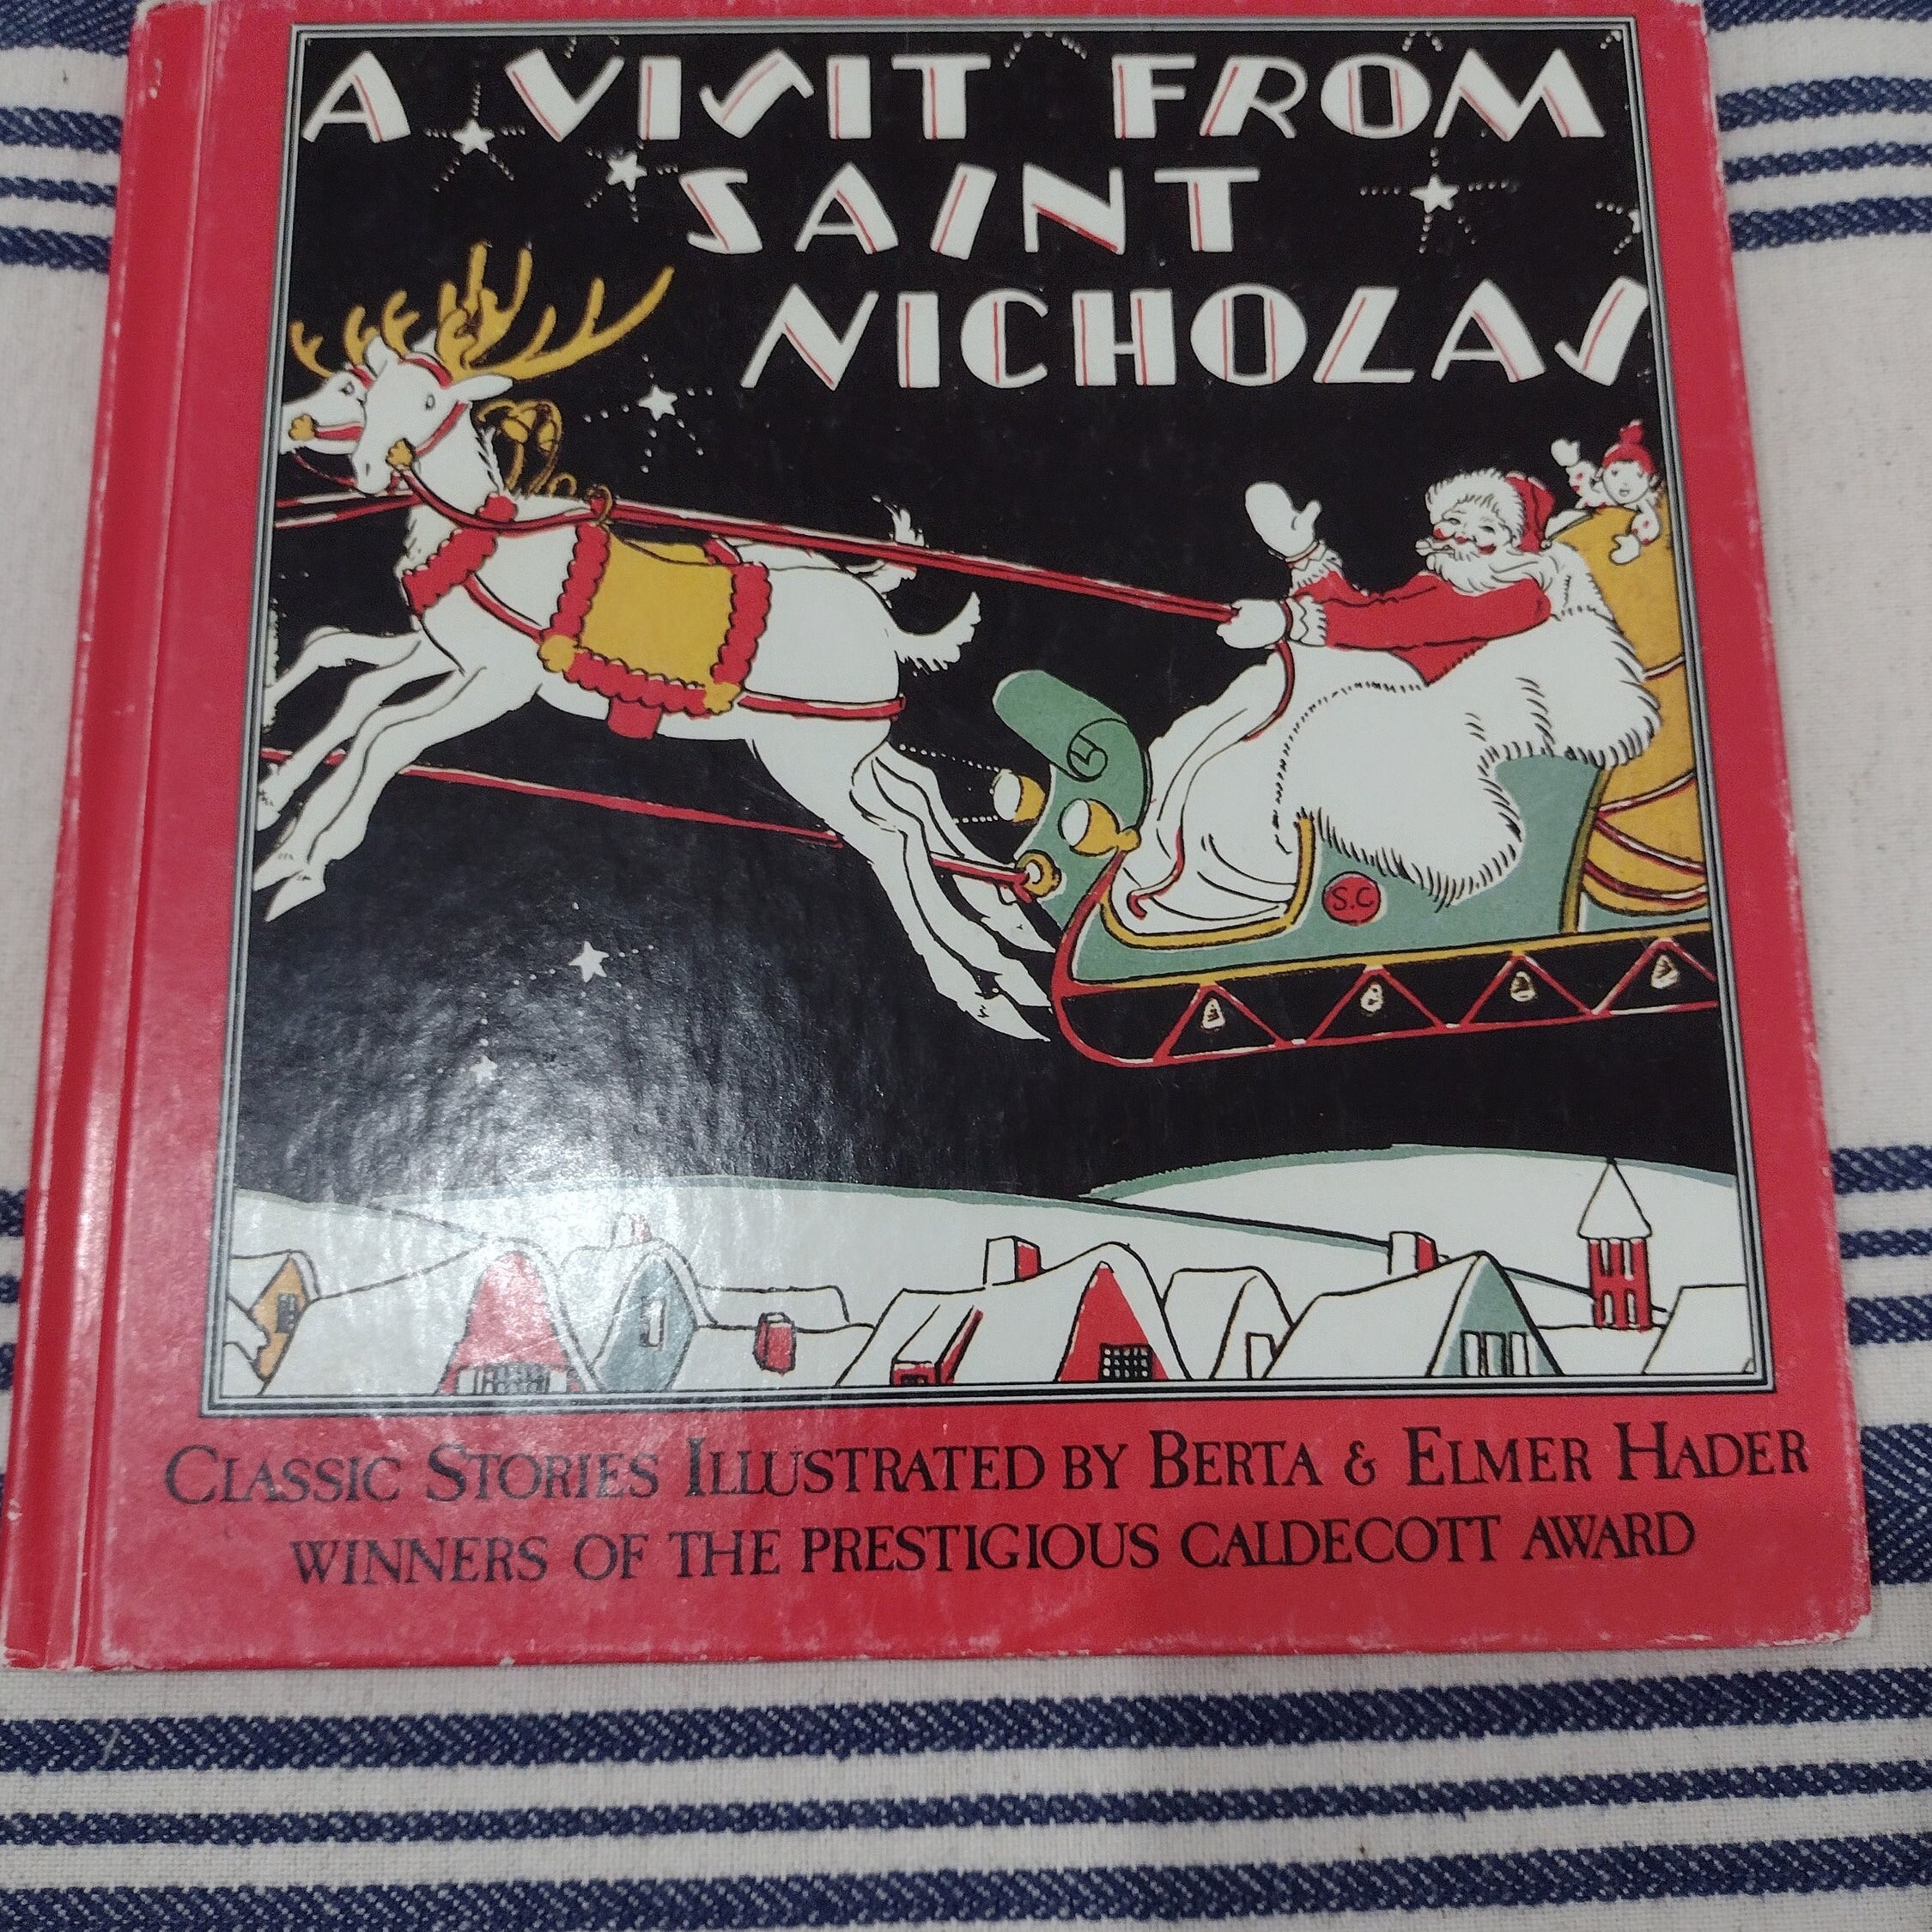 A VISIT FROM
SAINT
NICHOLAS
S.C
CLASSIC STORIES ILLUSTRATED BY BERTA & ELMER HADER
WINNERS OF THE PRESTIGIOUS CALDECOTT AWARD